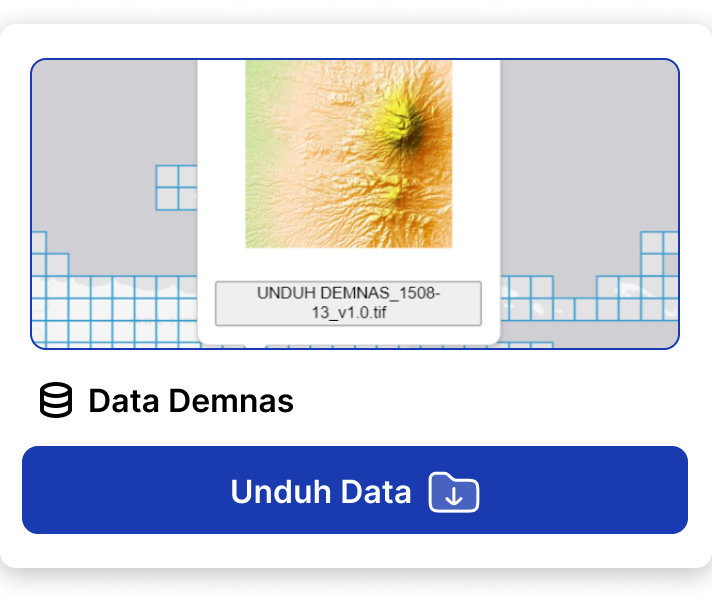 UNDUH DEMNAS_1508-
13_v1.0.tif
Data Demnas
Unduh Data